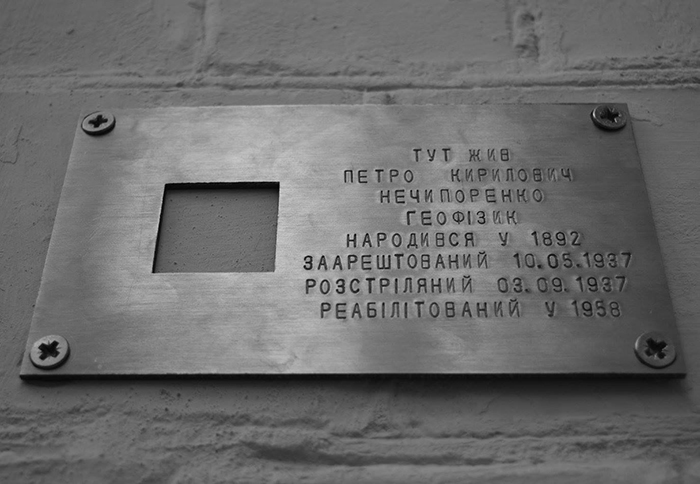 ТУТ ЖИВ
ПЕТРО КИРИЛОВИЧ
НЕЧИПОРЕНКО
ГЕОФІЗИК
НАРОДИВСЯ У 1892
ЗААРЕШТОВАНИЙ 10.05.1937
РОЗСТРІЛЯНИЙ 03.09.1937
РЕАБІЛІТОВАНИЙ У 1958